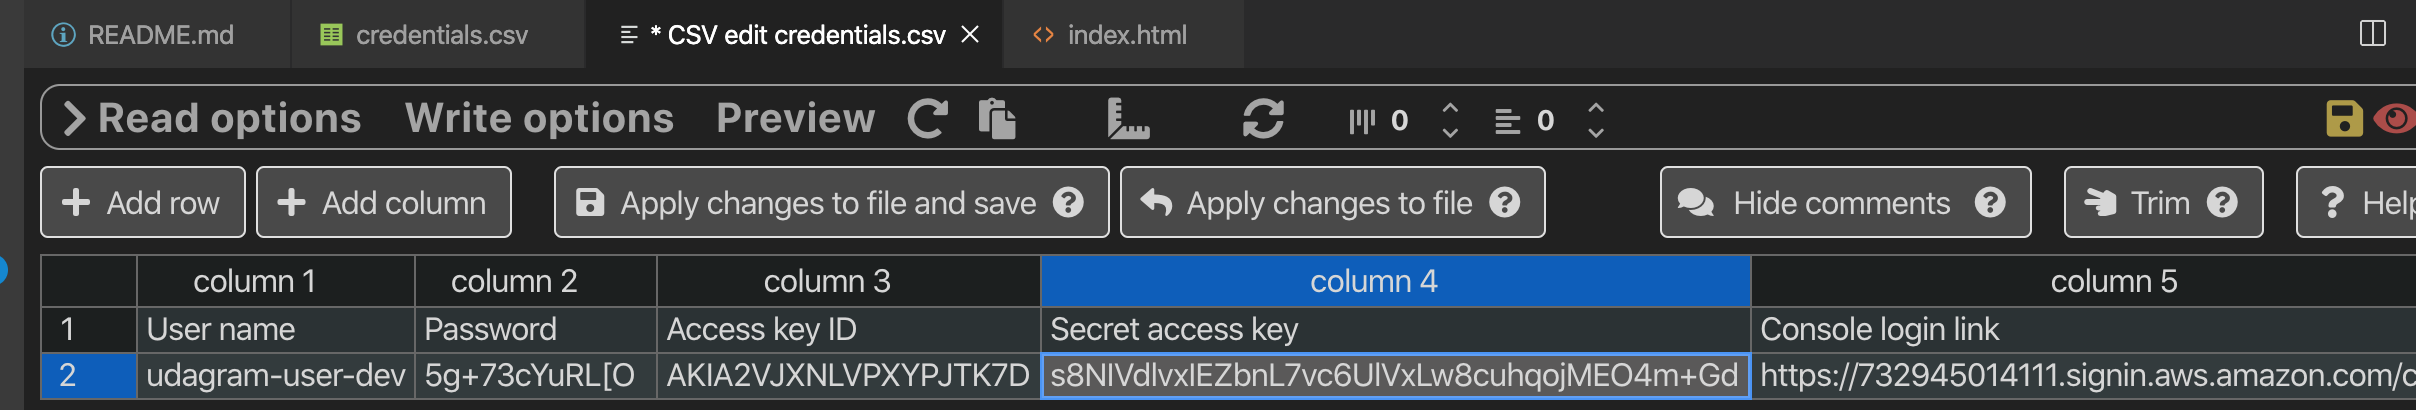 README.md credentials.csv * CSV edit credentials.csv index.html
Read options Write options Preview 0 0
Add row Add column Apply changes to file and save Apply changes to file Hide comments Trim Help
column 1 column 2 column 3 column 4 column 5
1 User name Password Access key ID Secret access key Console login link
2 udagram-user-dev 5g+73cYuRL[O AKIA2VJXNLVPXYPJTK7D https://732945014111.signin.aws.amazon.com/c